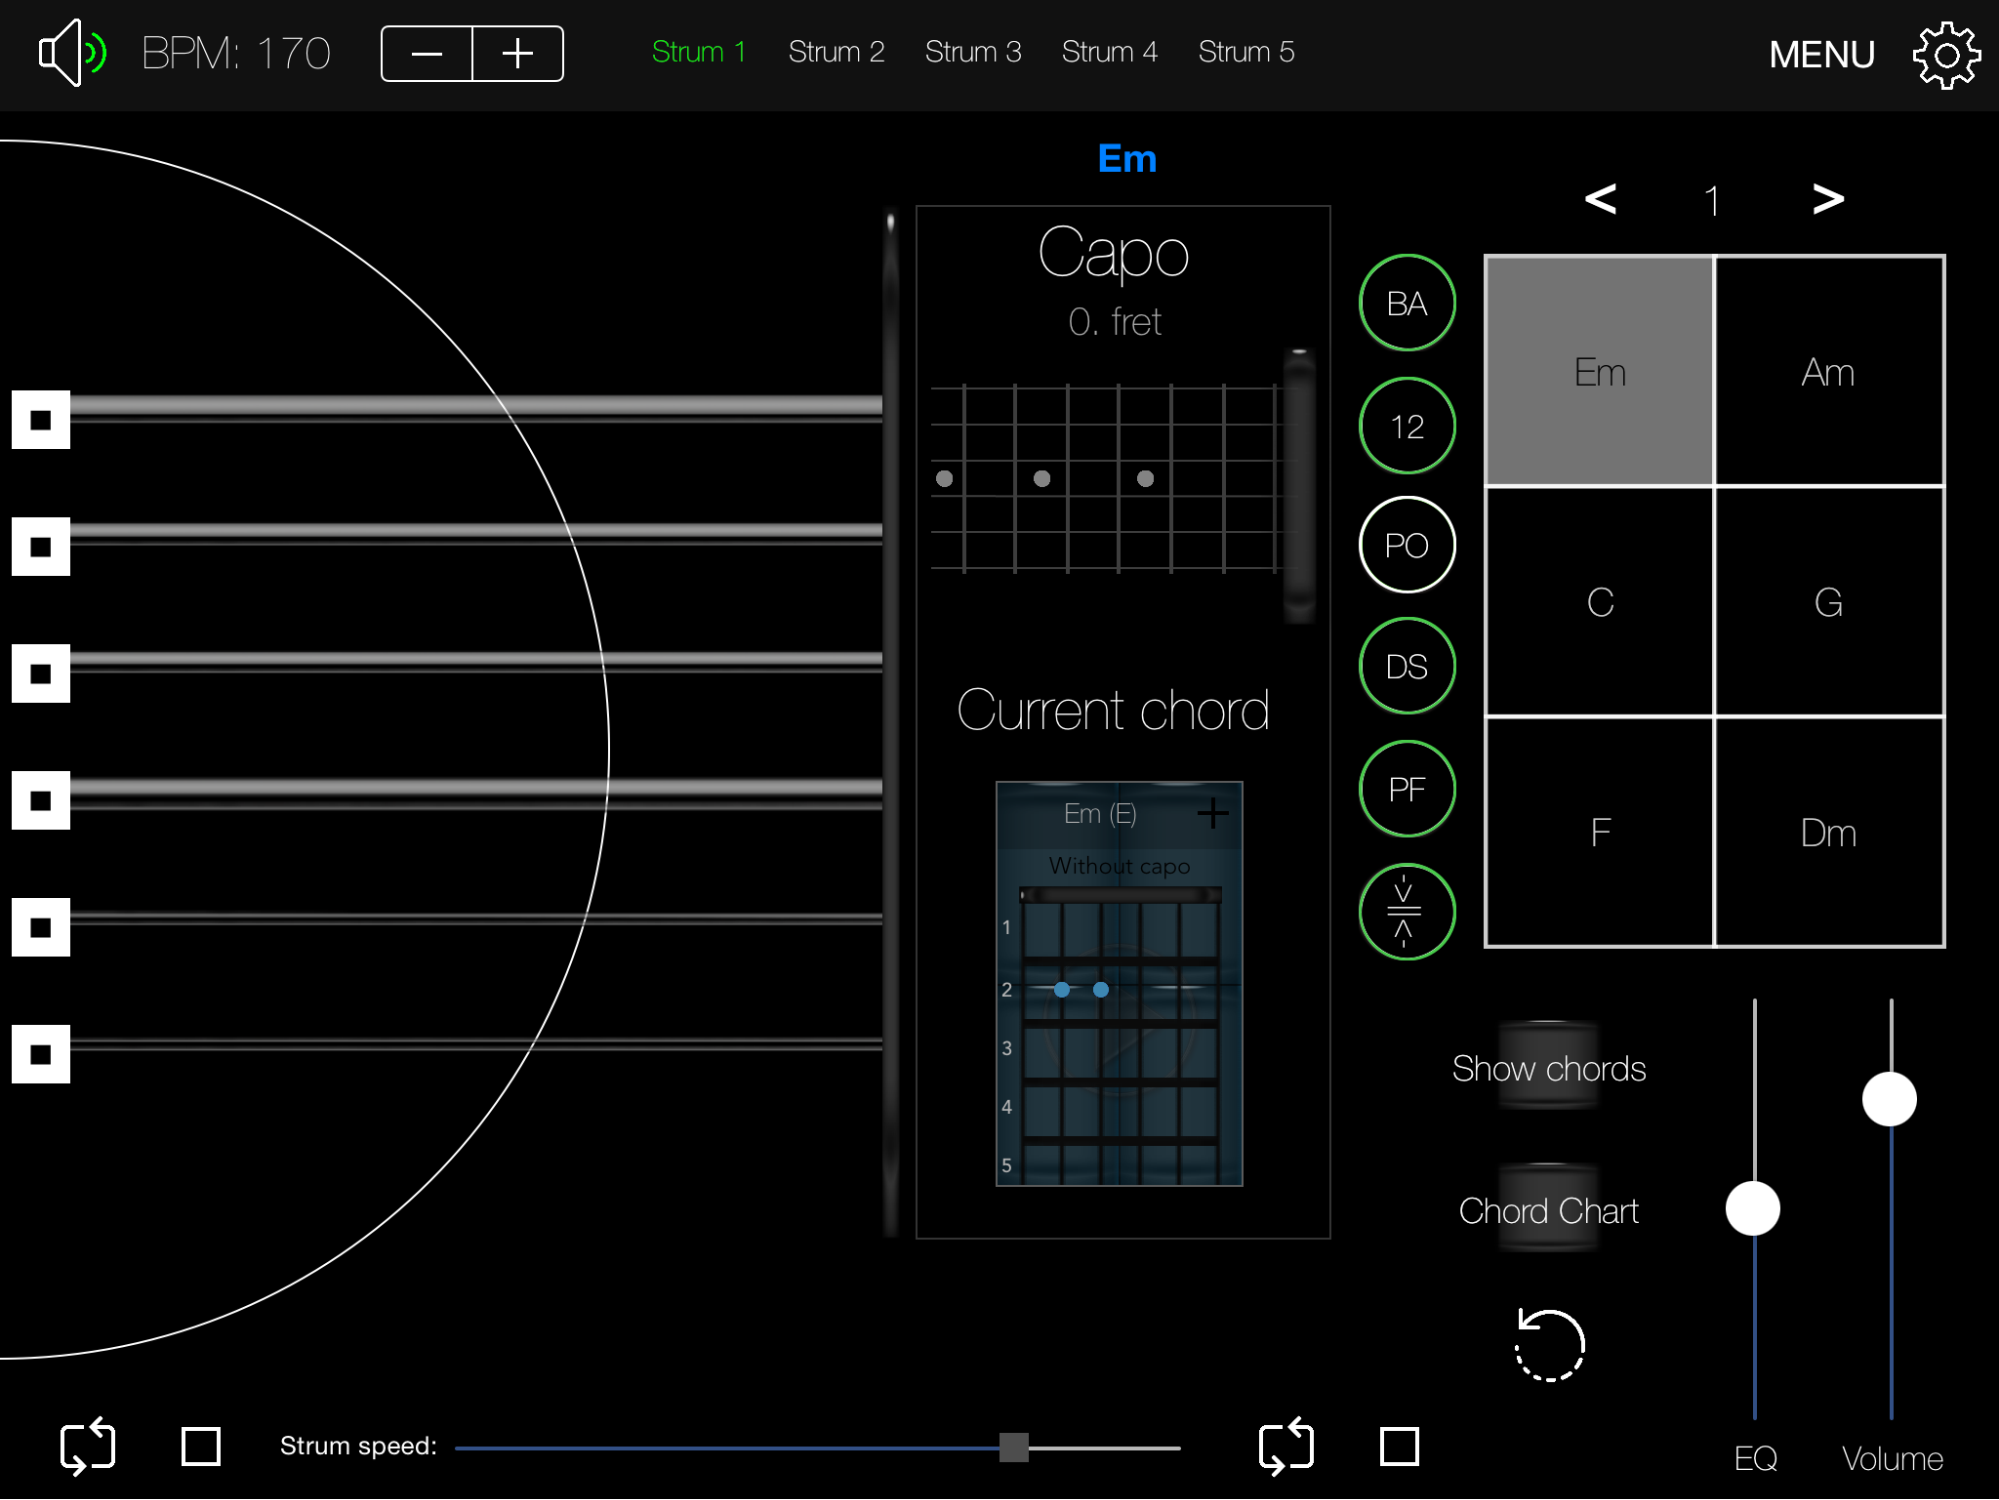 BPM: 170
− +
Strum 1 Strum 2 Strum 3 Strum 4 Strum 5
MENU
Em
< 1 >
Capo
0. fret
BA
12
PO
DS
PF
Em Am
C G
F Dm
Current chord
Em (E) +
Without capo
1
2
3
4
5
Show chords
Chord Chart
Strum speed:
EQ Volume